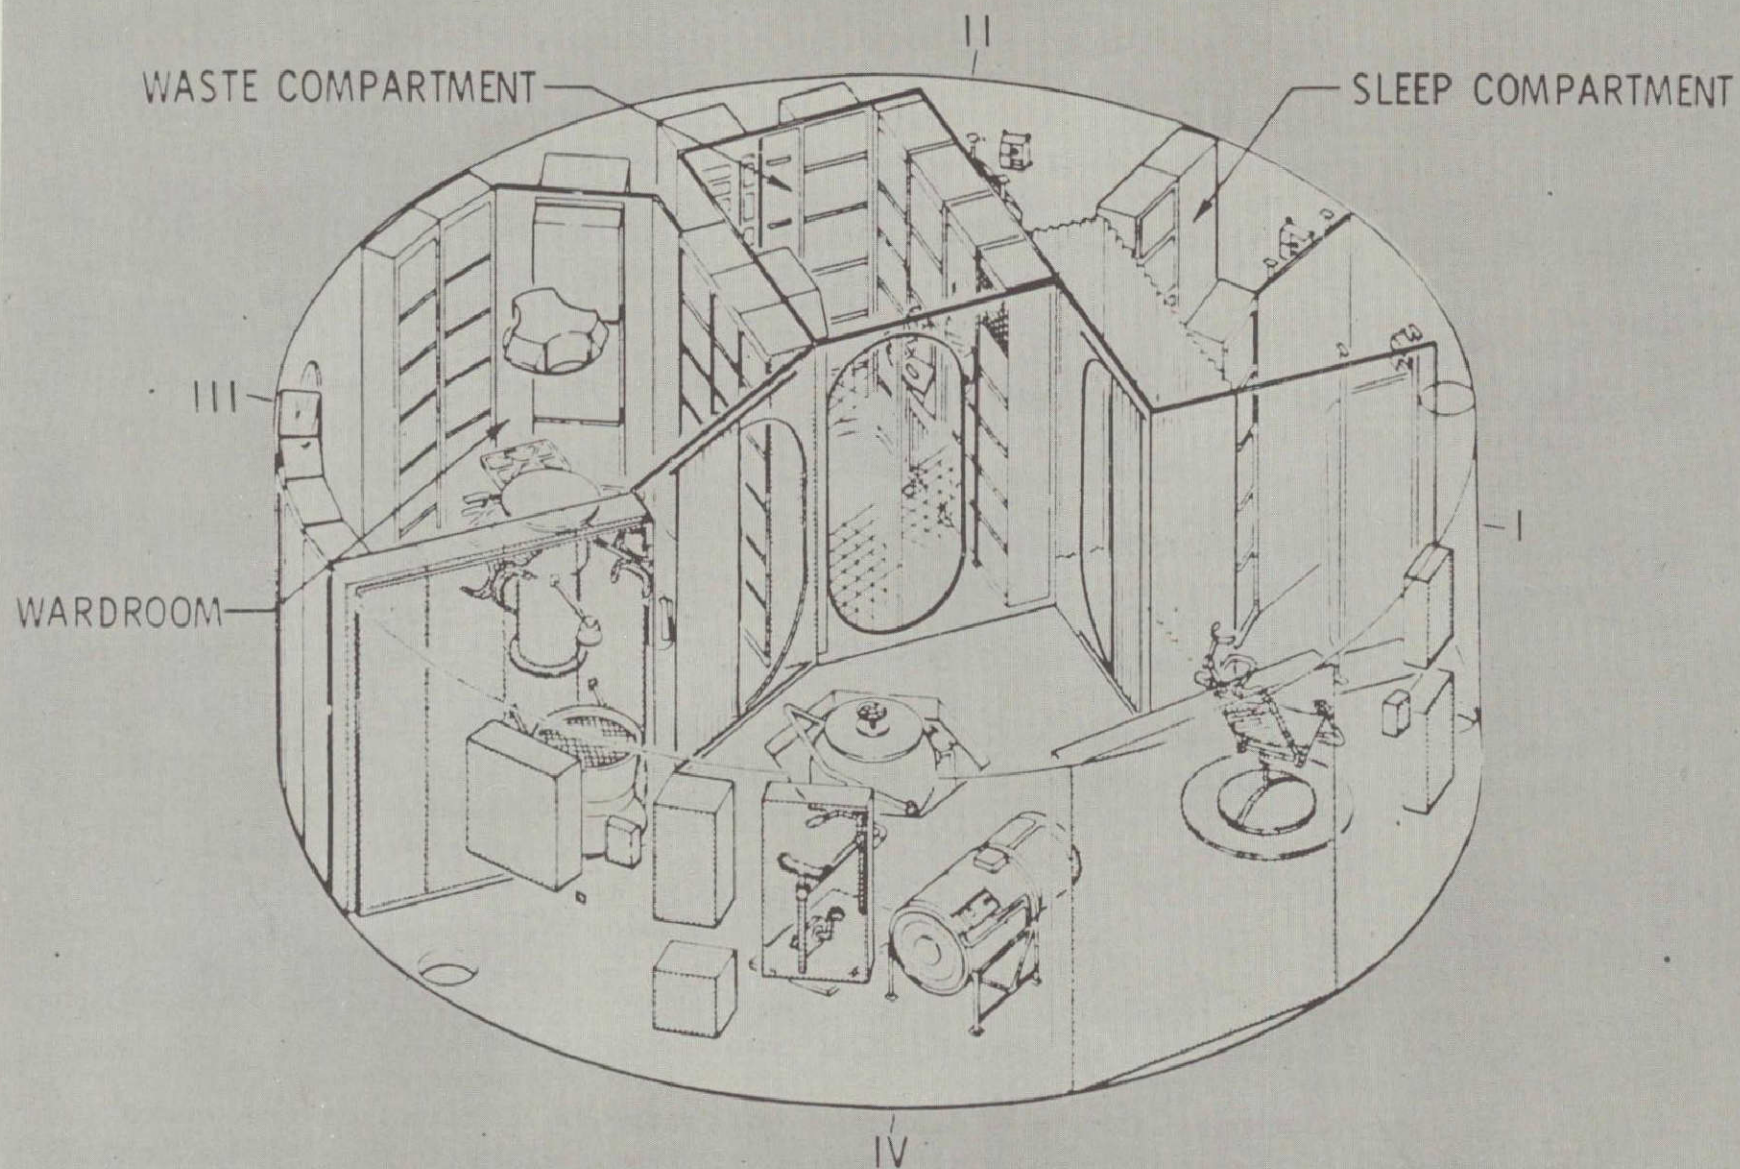 II
WASTE COMPARTMENT
SLEEP COMPARTMENT
III
I
WARDROOM
IV